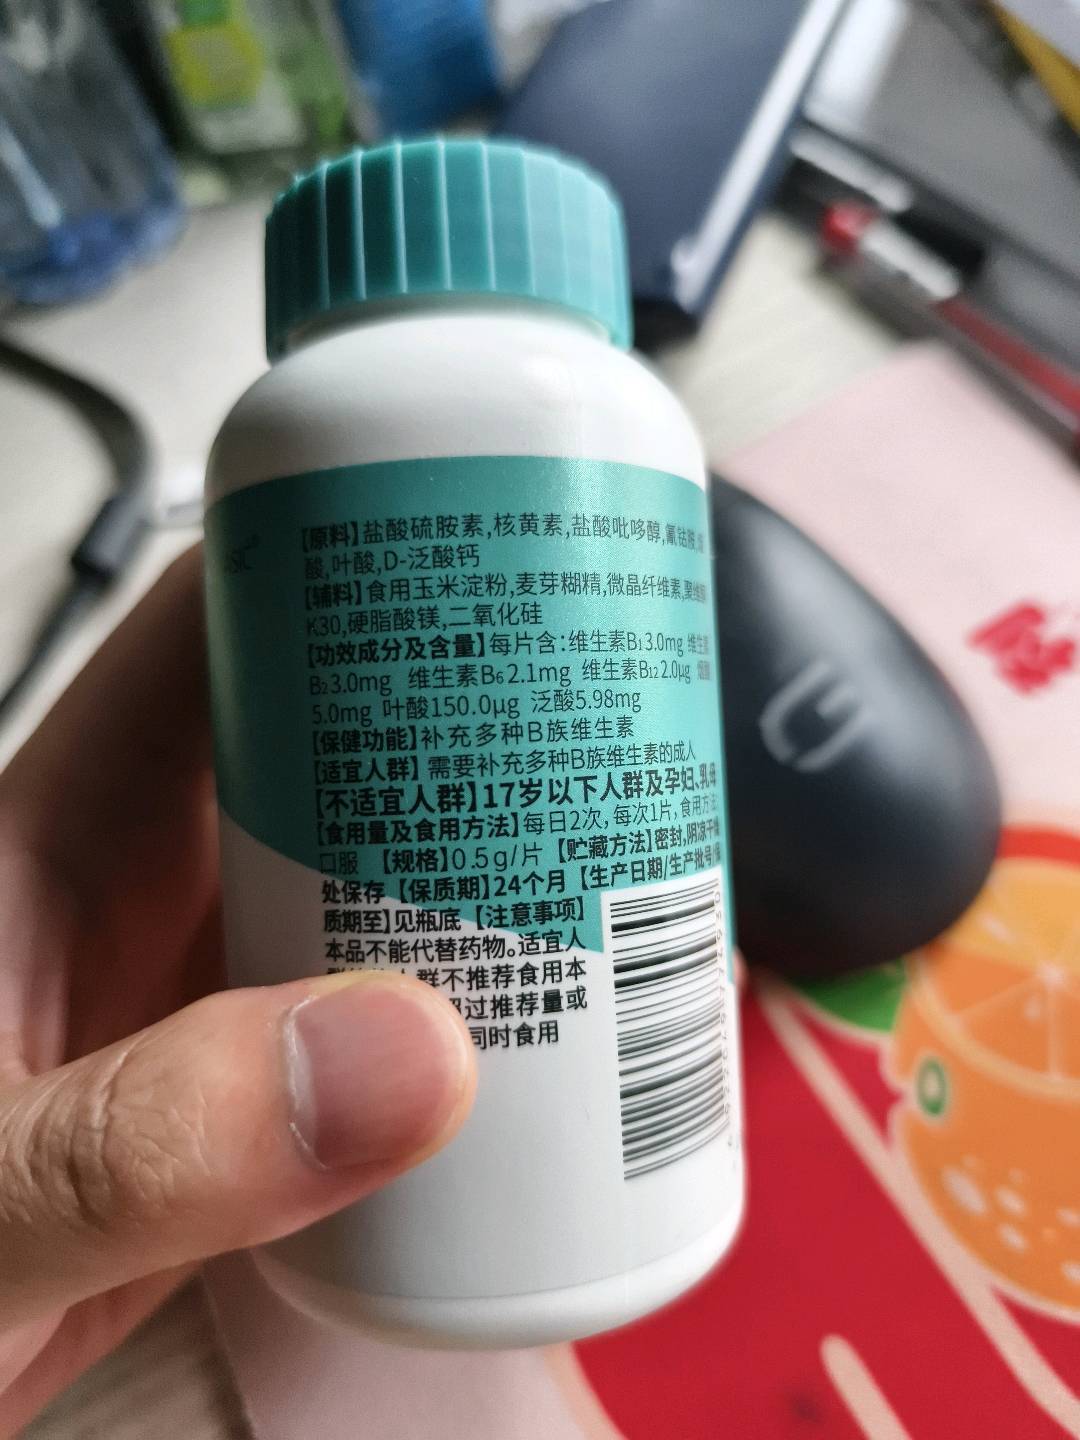 【原料】盐酸硫胺素,核黄素,盐酸吡哆醇,氰钴胺,
酸,叶酸,D-泛酸钙
【辅料】食用玉米淀粉,麦芽糊精,微晶纤维素,聚维酮
K30,硬脂酸镁,二氧化硅
【功效成分及含量】每片含:维生素B₁3.0mg 维生素
B₂3.0mg 维生素B₆2.1mg 维生素B₁₂2.0μg 烟酸
5.0mg 叶酸150.0μg 泛酸5.98mg
【保健功能】补充多种B族维生素
【适宜人群】需要补充多种B族维生素的成人
【不适宜人群】17岁以下人群及孕妇、乳母
【食用量及食用方法】每日2次,每次1片,食用方法:
口服 【规格】0.5g/片 【贮藏方法】密封,阴凉干燥
处保存 【保质期】24个月 【生产日期/生产批号/保
质期至】见瓶底 【注意事项】
本品不能代替药物。适宜人
人群不推荐食用本
过推荐量或
同时食用